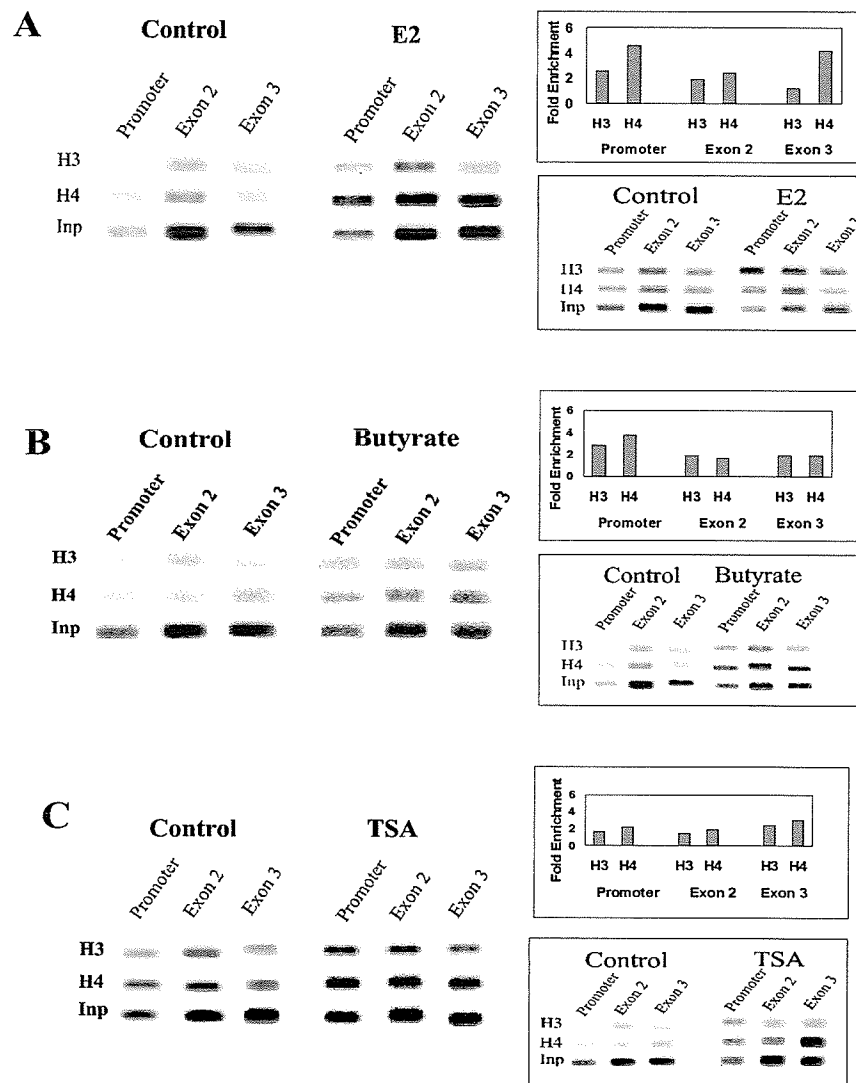 A
Control E2
Promoter Exon 2 Exon 3 Promoter Exon 2 Exon 3
H3
H4
Inp
Fold Enrichment
6
4
2
0
H3 H4 H3 H4 H3 H4
Promoter Exon 2 Exon 3
Control E2
Promoter Exon 2 Exon 3 Promoter Exon 2 Exon 3
H3
H4
Inp
B
Control Butyrate
Promoter Exon 2 Exon 3 Promoter Exon 2 Exon 3
H3
H4
Inp
Fold Enrichment
6
4
2
0
H3 H4 H3 H4 H3 H4
Promoter Exon 2 Exon 3
Control Butyrate
Promoter Exon 2 Exon 3 Promoter Exon 2 Exon 3
H3
H4
Inp
C
Control TSA
Promoter Exon 2 Exon 3 Promoter Exon 2 Exon 3
H3
H4
Inp
Fold Enrichment
6
4
2
0
H3 H4 H3 H4 H3 H4
Promoter Exon 2 Exon 3
Control TSA
Promoter Exon 2 Exon 3 Promoter Exon 2 Exon 3
H3
H4
Inp